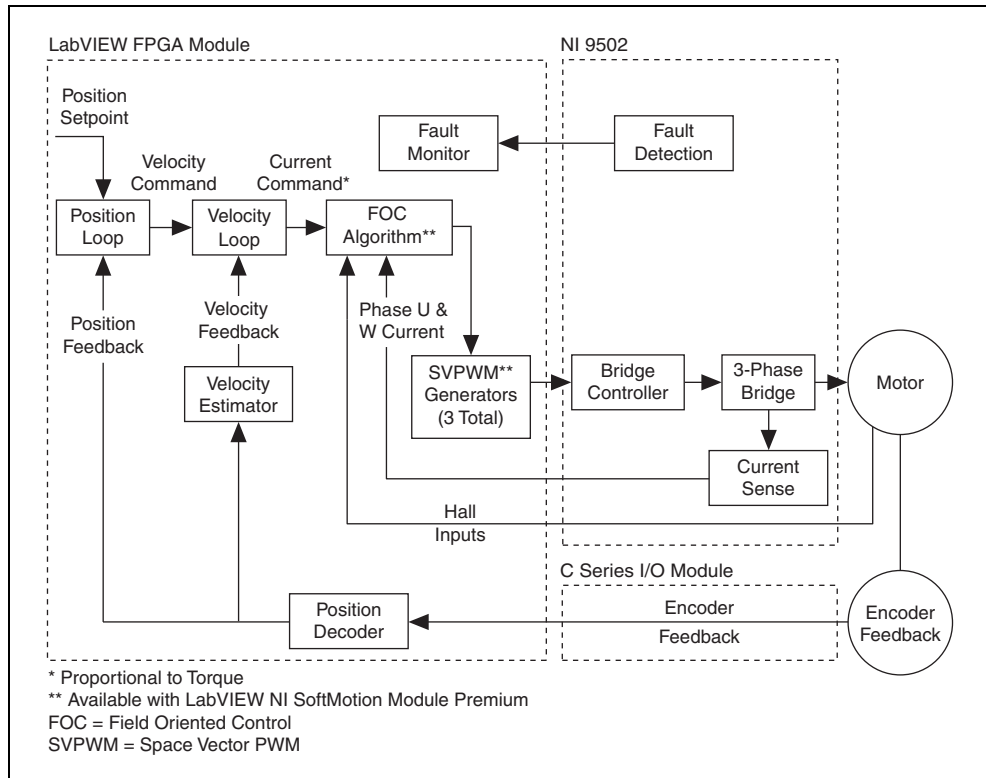 LabVIEW FPGA Module
NI 9502
Position
Setpoint
Fault
Monitor
Fault
Detection
Velocity
Command
Current
Command*
Position
Loop
Velocity
Loop
FOC
Algorithm**
Position
Feedback
Velocity
Feedback
Phase U &
W Current
Velocity
Estimator
SVPWM**
Generators
(3 Total)
Bridge
Controller
3-Phase
Bridge
Motor
Current
Sense
Hall
Inputs
C Series I/O Module
Position
Decoder
Encoder
Feedback
Encoder
Feedback
* Proportional to Torque
** Available with LabVIEW NI SoftMotion Module Premium
FOC = Field Oriented Control
SVPWM = Space Vector PWM